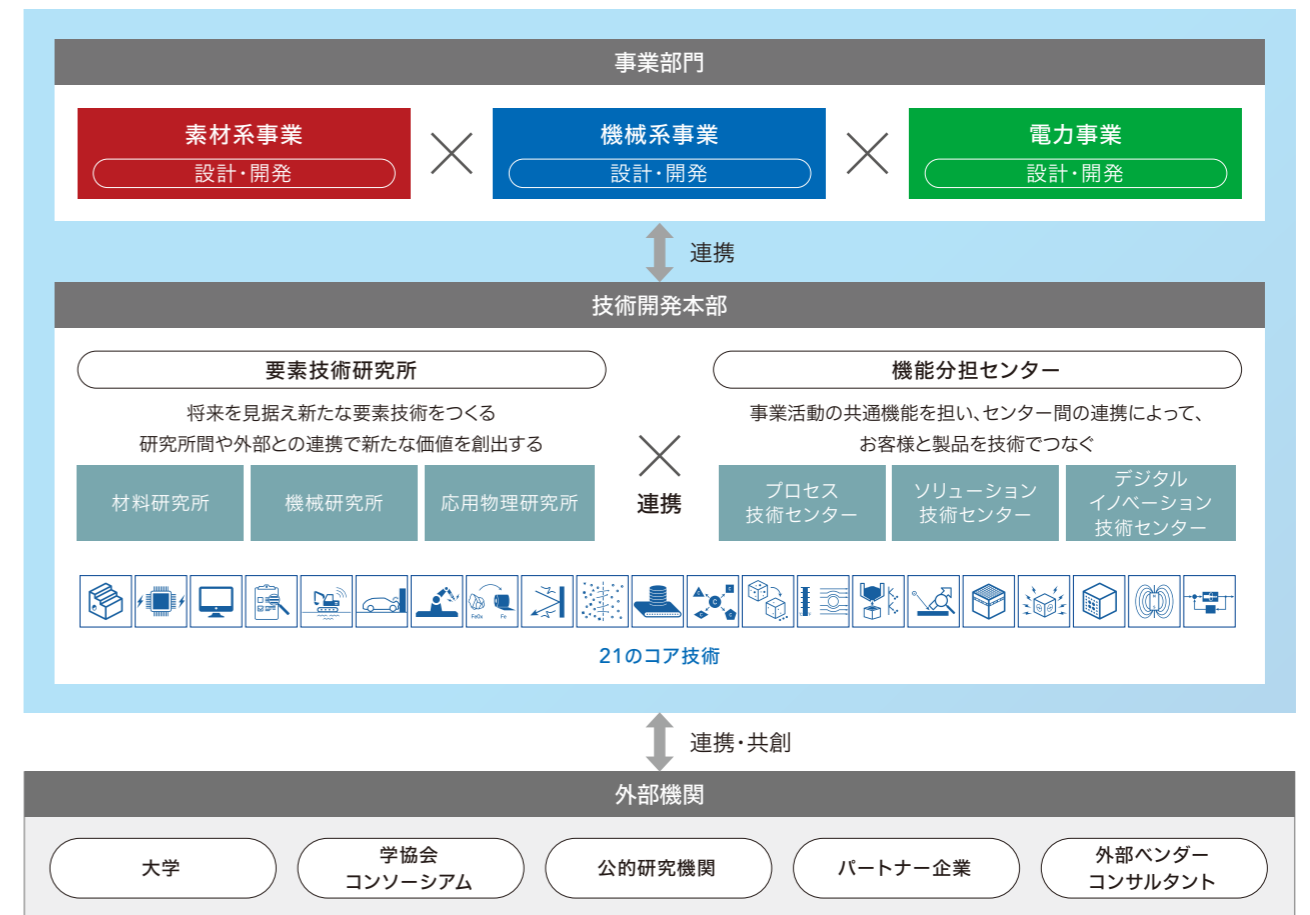 事業部門
素材系事業
設計・開発
機械系事業
設計・開発
電力事業
設計・開発
連携
技術開発本部
要素技術研究所
将来を見据え新たな要素技術をつくる
研究所間や外部との連携で新たな価値を創出する
材料研究所
機械研究所
応用物理研究所
連携
機能分担センター
事業活動の共通機能を担い、センター間の連携によって、
お客様と製品を技術でつなぐ
プロセス
技術センター
ソリューション
技術センター
デジタル
イノベーション
技術センター
21のコア技術
連携・共創
外部機関
大学
学協会
コンソーシアム
公的研究機関
パートナー企業
外部ベンダー
コンサルタント